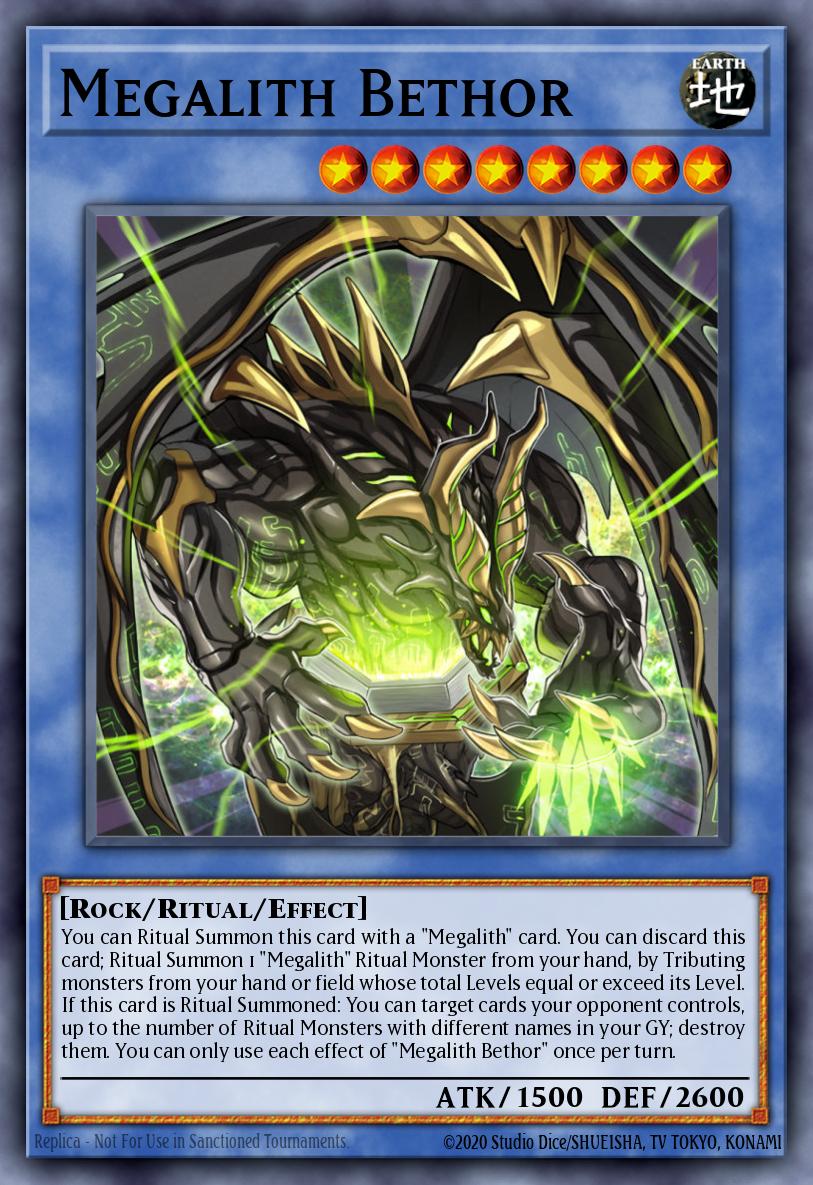 Megalith Bethor
EARTH
地
[Rock/Ritual/Effect]
You can Ritual Summon this card with a "Megalith" card. You can discard this
card; Ritual Summon 1 "Megalith" Ritual Monster from your hand, by Tributing
monsters from your hand or field whose total Levels equal or exceed its Level.
If this card is Ritual Summoned: You can target cards your opponent controls,
up to the number of Ritual Monsters with different names in your GY; destroy
them. You can only use each effect of "Megalith Bethor" once per turn.
ATK/1500 DEF/2600
Replica - Not For Use in Sanctioned Tournaments. ©2020 Studio Dice/SHUEISHA, TV TOKYO, KONAMI